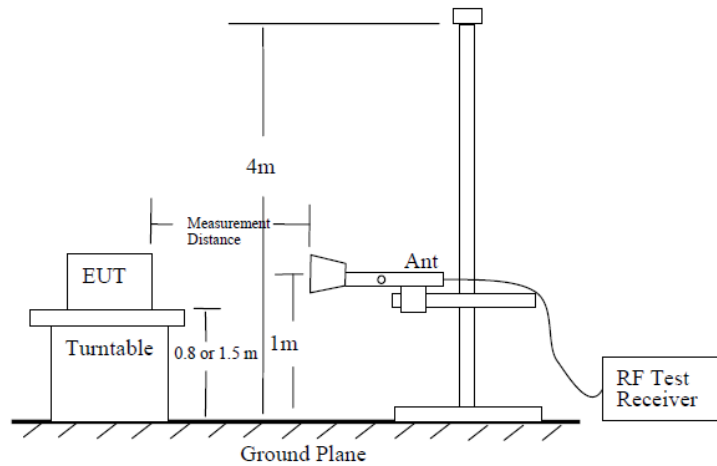 4m
Measurement
Distance
EUT
Ant
Turntable
0.8 or 1.5 m
1m
RF Test
Receiver
Ground Plane